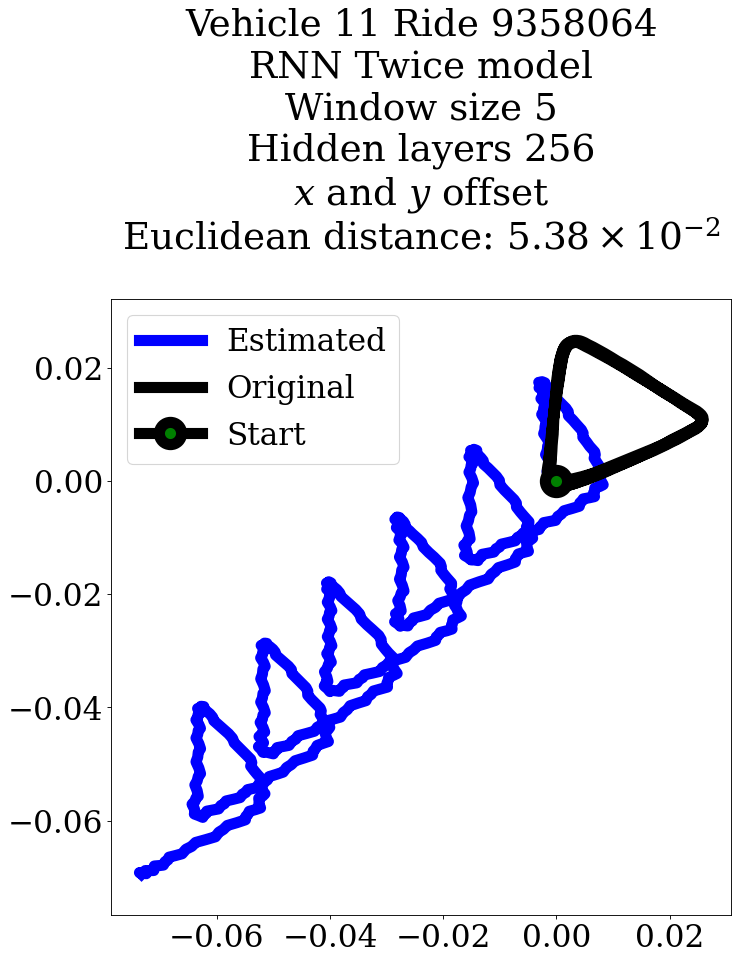 Vehicle 11 Ride 9358064
RNN Twice model
Window size 5
Hidden layers 256
x and y offset
Euclidean distance: 5.38 × 10⁻²
Estimated
Original
Start
0.02
0.00
−0.02
−0.04
−0.06
−0.06 −0.04 −0.02 0.00 0.02